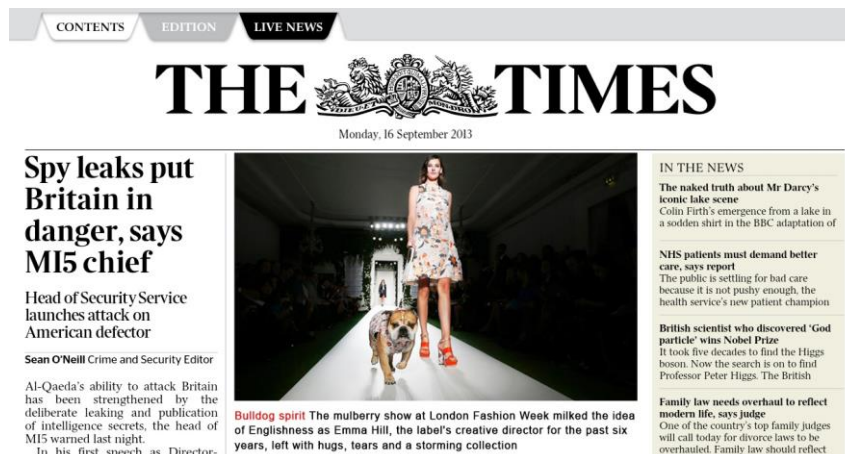 CONTENTS
EDITION
LIVE NEWS
THE TIMES
Monday, 16 September 2013
Spy leaks put
Britain in
danger, says
MI5 chief
Head of Security Service
launches attack on
American defector
Sean O'Neill Crime and Security Editor
Al-Qaeda's ability to attack Britain
has been strengthened by the
deliberate leaking and publication
of intelligence secrets, the head of
MI5 warned last night.
In his first speech as Director-
Bulldog spirit The mulberry show at London Fashion Week milked the idea
of Englishness as Emma Hill, the label's creative director for the past six
years, left with hugs, tears and a storming collection
IN THE NEWS
The naked truth about Mr Darcy's
iconic lake scene
Colin Firth's emergence from a lake in
a sodden shirt in the BBC adaptation of
NHS patients must demand better
care, says report
The public is settling for bad care
because it is not pushy enough, the
health service's new patient champion
British scientist who discovered 'God
particle' wins Nobel Prize
It took five decades to find the Higgs
boson. Now the search is on to find
Professor Peter Higgs. The British
Family law needs overhaul to reflect
modern life, says judge
One of the country's top family judges
will call today for divorce laws to be
overhauled. Family law should reflect